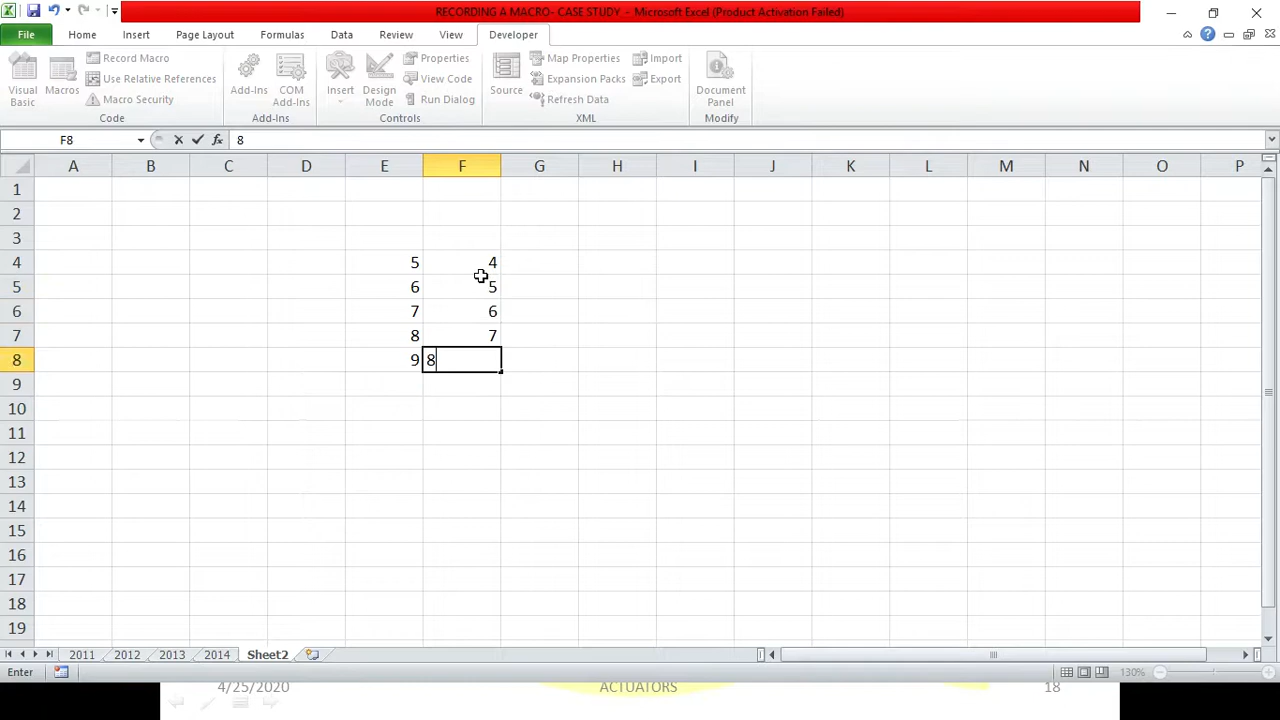 RECORDING A MACRO- CASE STUDY - Microsoft Excel (Product Activation Failed)
File Home Insert Page Layout Formulas Data Review View Developer
Visual Basic
Macros
Record Macro
Use Relative References
Macro Security
Code
Add-Ins
COM Add-Ins
Add-Ins
Insert
Design Mode
Properties
View Code
Run Dialog
Controls
Source
Map Properties
Expansion Packs
Refresh Data
Import
Export
XML
Document Panel
Modify
F8 fx 8
A B C D E F G H I J K L M N O P
1
2
3
4 5 4
5 6 5
6 7 6
7 8 7
8 9 8
9
10
11
12
13
14
15
16
17
18
19
2011 2012 2013 2014 Sheet2
Enter 130%
4/25/2020 ACTUATORS 18